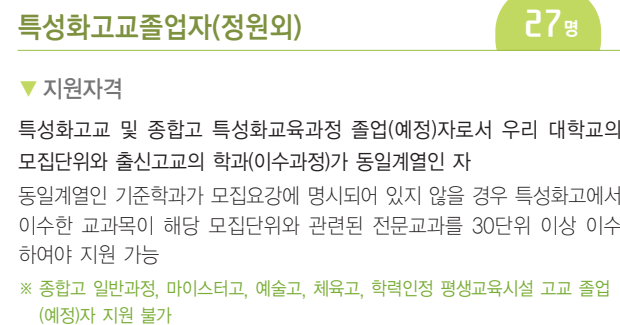 특성화고교졸업자(정원외)
27명
▼ 지원자격
특성화고교 및 종합고 특성화교육과정 졸업(예정)자로서 우리 대학교의
모집단위와 출신고교의 학과(이수과정)가 동일계열인 자
동일계열인 기준학과가 모집요강에 명시되어 있지 않을 경우 특성화고에서
이수한 교과목이 해당 모집단위와 관련된 전문교과를 30단위 이상 이수
하여야 지원 가능
※ 종합고 일반과정, 마이스터고, 예술고, 체육고, 학력인정 평생교육시설 고교 졸업
(예정)자 지원 불가